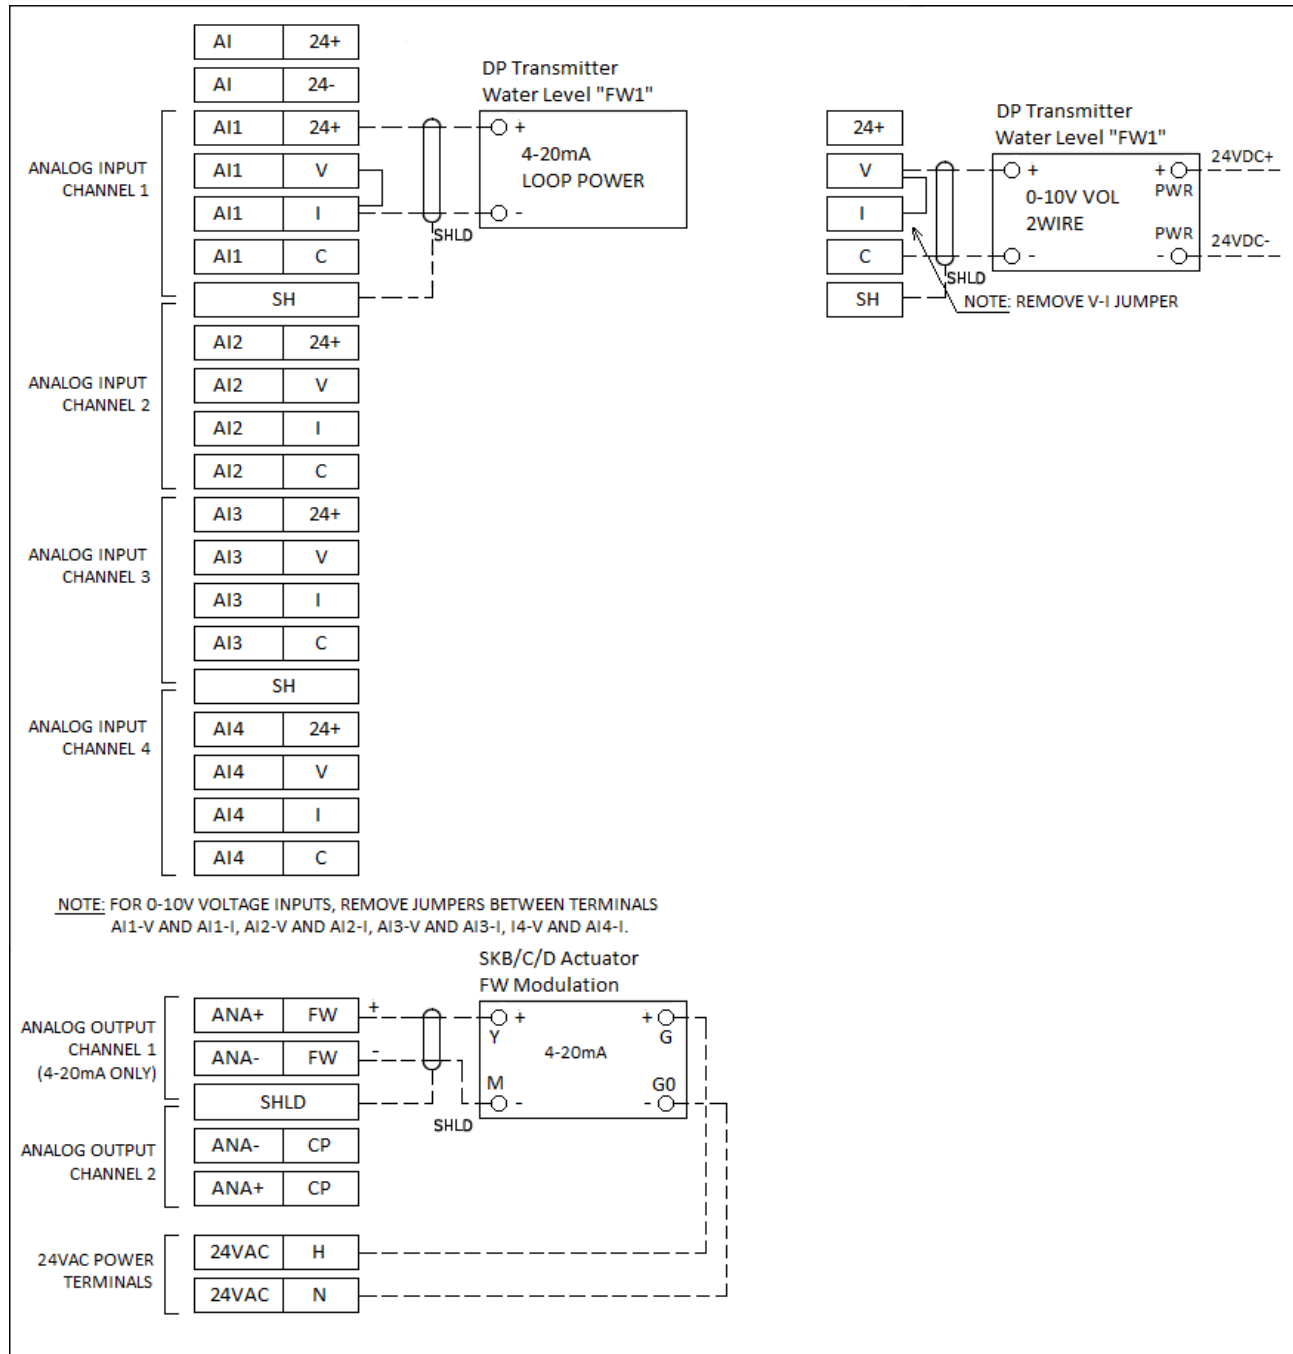 AI 24+
AI 24-
DP Transmitter
Water Level "FW1"
ANALOG INPUT
CHANNEL 1
AI1 24+
AI1 V
AI1 I
AI1 C
SH
+
4-20mA
LOOP POWER
-
SHLD
DP Transmitter
Water Level "FW1"
24+
V
I
C
SH
+
0-10V VOL
2WIRE
-
+
PWR
PWR
-
24VDC+
24VDC-
SHLD
NOTE: REMOVE V-I JUMPER
ANALOG INPUT
CHANNEL 2
AI2 24+
AI2 V
AI2 I
AI2 C
ANALOG INPUT
CHANNEL 3
AI3 24+
AI3 V
AI3 I
AI3 C
SH
ANALOG INPUT
CHANNEL 4
AI4 24+
AI4 V
AI4 I
AI4 C
NOTE: FOR 0-10V VOLTAGE INPUTS, REMOVE JUMPERS BETWEEN TERMINALS
AI1-V AND AI1-I, AI2-V AND AI2-I, AI3-V AND AI3-I, I4-V AND AI4-I.
SKB/C/D Actuator
FW Modulation
ANALOG OUTPUT
CHANNEL 1
(4-20mA ONLY)
ANA+ FW +
ANA- FW -
SHLD
+
Y
4-20mA
M
-
+
G
G0
-
SHLD
ANALOG OUTPUT
CHANNEL 2
ANA- CP
ANA+ CP
24VAC POWER
TERMINALS
24VAC H
24VAC N